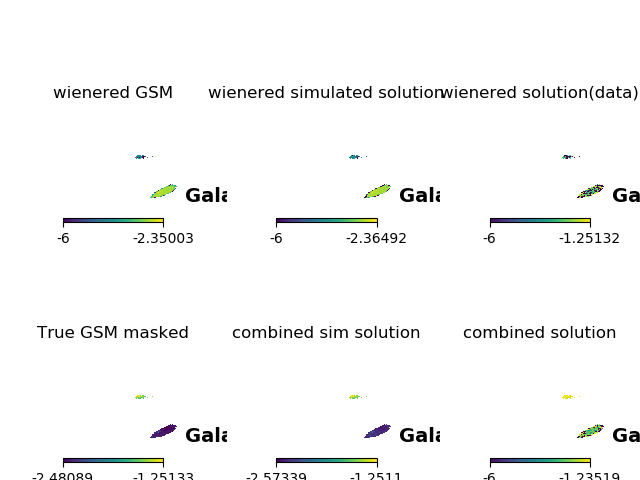 wienered GSM
wienered simulated solution
wienered solution(data)
Gala
Gala
Ga
-6 -2.35003
-6 -2.36492
-6 -1.25132
True GSM masked
combined sim solution
combined solution
Gala
Gala
Ga
-2.48089 -1.25133
-2.57339 -1.2511
-6 -1.23519